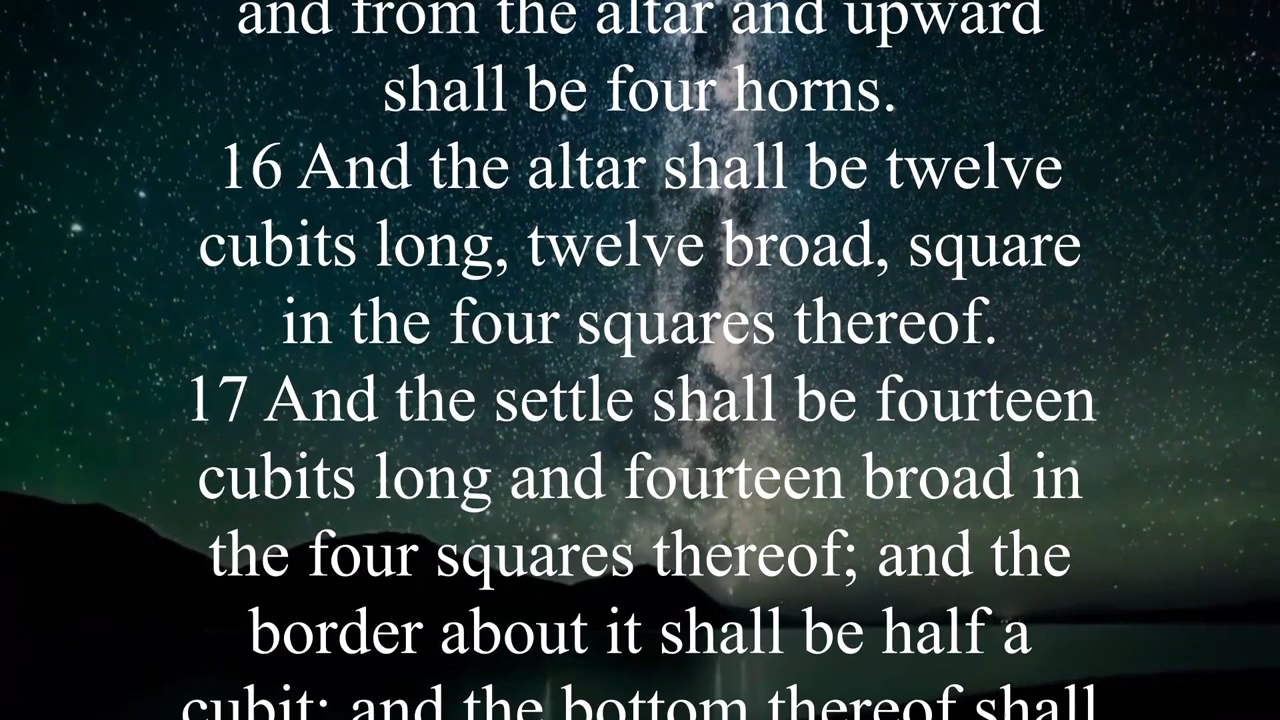 and from the altar and upward
shall be four horns.
16 And the altar shall be twelve
cubits long, twelve broad, square
in the four squares thereof.
17 And the settle shall be fourteen
cubits long and fourteen broad in
the four squares thereof; and the
border about it shall be half a
cubit; and the bottom thereof shall